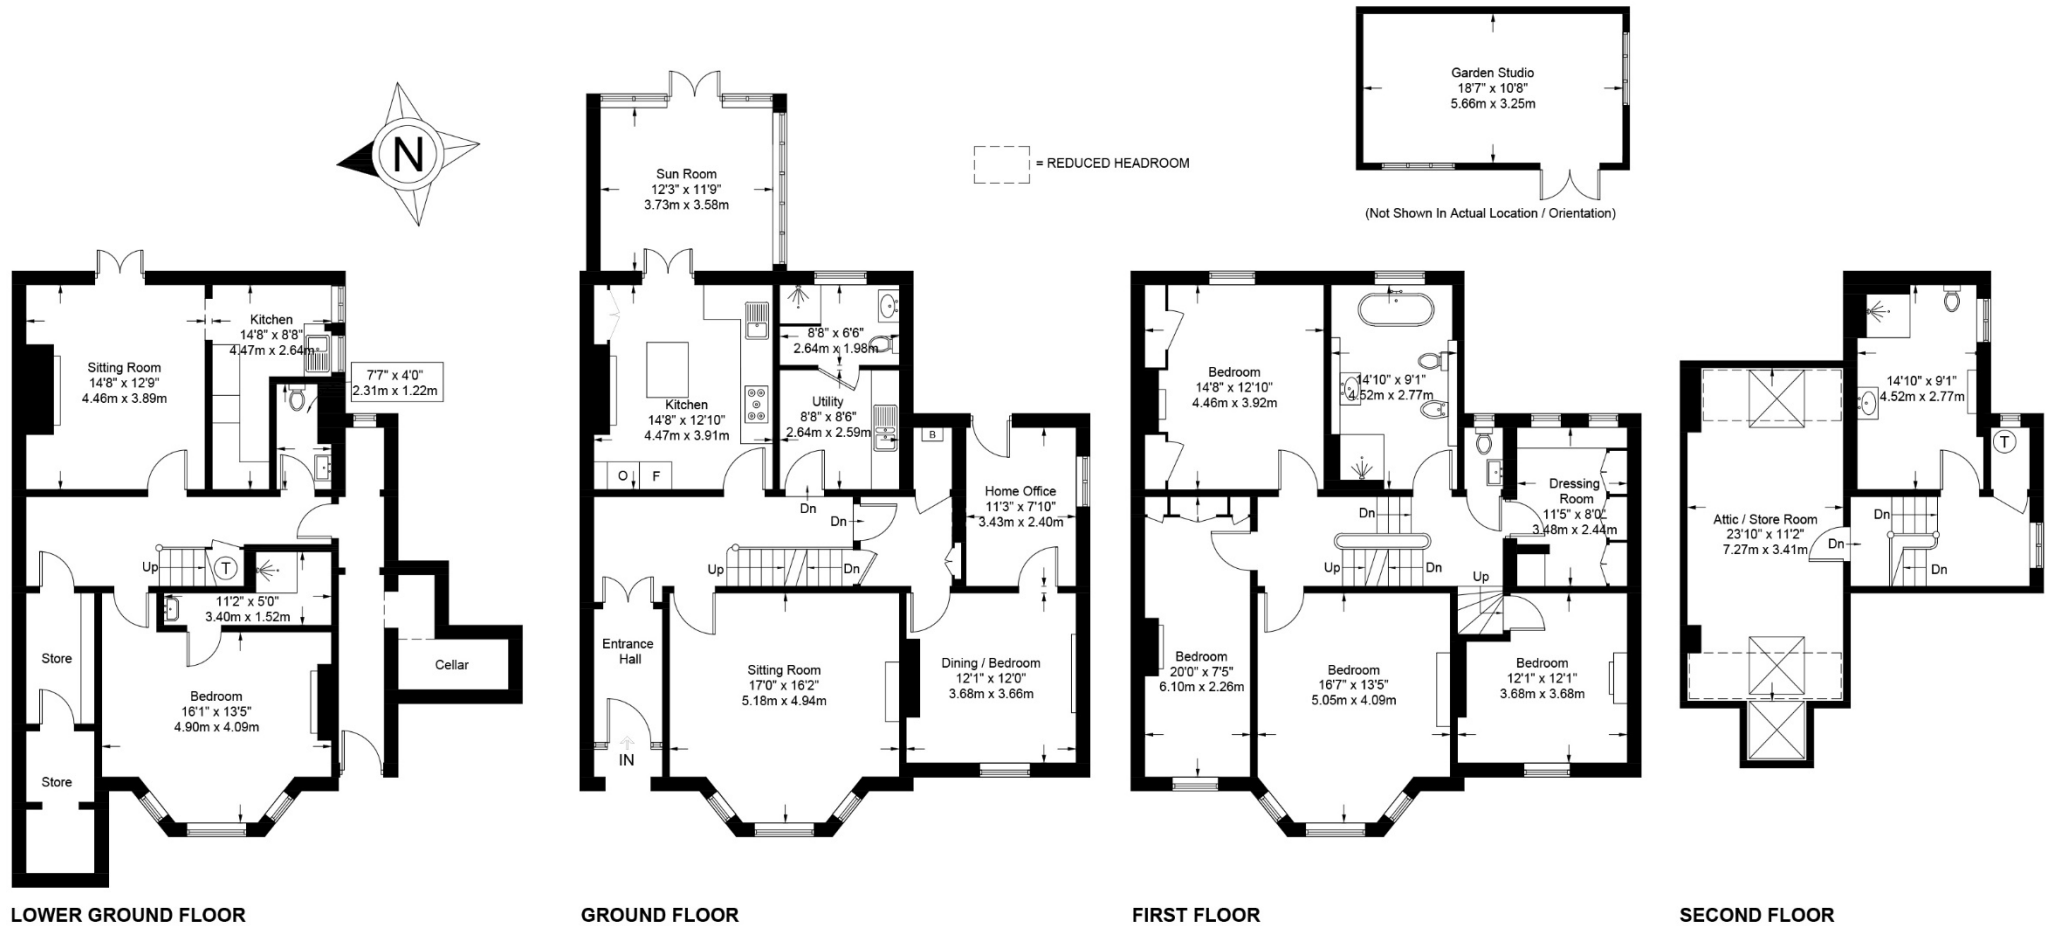 Garden Studio
18'7" x 10'8"
5.66m x 3.25m
(Not Shown In Actual Location / Orientation)
= REDUCED HEADROOM
N
Sitting Room
14'8" x 12'9"
4.46m x 3.89m
Kitchen
14'8" x 8'8"
4.47m x 2.64m
7'7" x 4'0"
2.31m x 1.22m
Up
T
11'2" x 5'0"
3.40m x 1.52m
Store
Store
Bedroom
16'1" x 13'5"
4.90m x 4.09m
Cellar
LOWER GROUND FLOOR
Sun Room
12'3" x 11'9"
3.73m x 3.58m
Kitchen
14'8" x 12'10"
4.47m x 3.91m
O
F
8'8" x 6'6"
2.64m x 1.98m
Utility
8'8" x 8'6"
2.64m x 2.59m
B
Home Office
11'3" x 7'10"
3.43m x 2.40m
Dn
Dn
Up
Dn
Entrance
Hall
IN
Sitting Room
17'0" x 16'2"
5.18m x 4.94m
Dining / Bedroom
12'1" x 12'0"
3.68m x 3.66m
GROUND FLOOR
Bedroom
14'8" x 12'10"
4.46m x 3.92m
14'10" x 9'1"
4.52m x 2.77m
Dressing
Room
11'5" x 8'0"
3.48m x 2.44m
Dn
Up
Dn
Up
Bedroom
20'0" x 7'5"
6.10m x 2.26m
Bedroom
16'7" x 13'5"
5.05m x 4.09m
Bedroom
12'1" x 12'1"
3.68m x 3.68m
FIRST FLOOR
14'10" x 9'1"
4.52m x 2.77m
T
Attic / Store Room
23'10" x 11'2"
7.27m x 3.41m
Dn
Dn
Dn
SECOND FLOOR